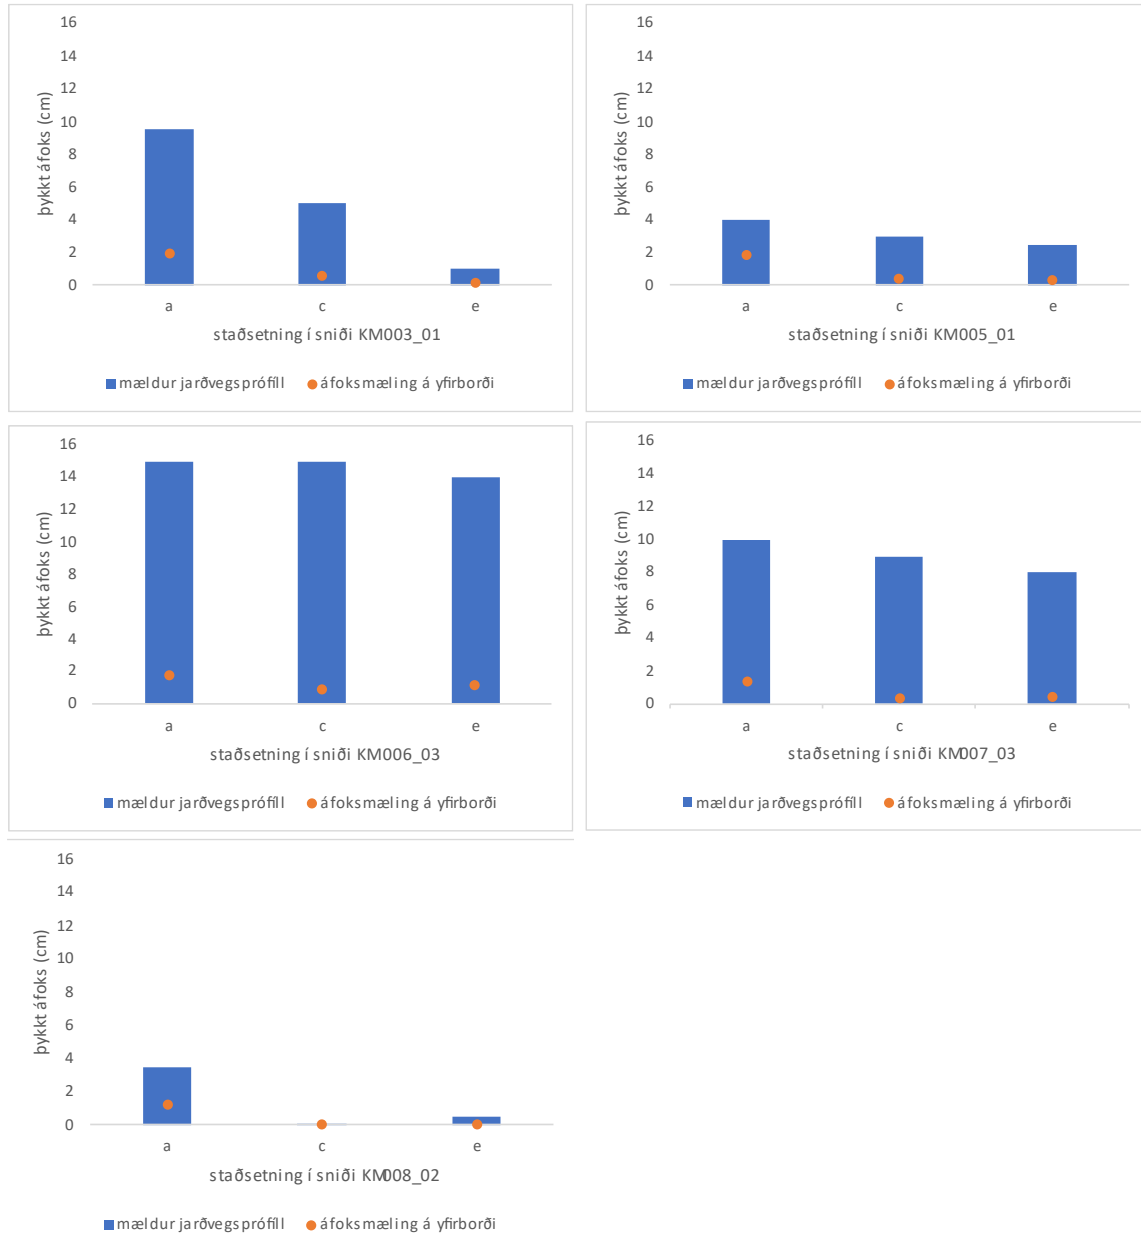 16
14
12
10
8
6
4
2
0
þykkt áfoks (cm)
a c e
staðsetning í sniði KM003_01
mældur jarðvegsprófíll áfoksmæling á yfirborði
16
14
12
10
8
6
4
2
0
þykkt áfoks (cm)
a c e
staðsetning í sniði KM005_01
mældur jarðvegsprófíll áfoksmæling á yfirborði
16
14
12
10
8
6
4
2
0
þykkt áfoks (cm)
a c e
staðsetning í sniði KM006_03
mældur jarðvegsprófíll áfoksmæling á yfirborði
16
14
12
10
8
6
4
2
0
þykkt áfoks (cm)
a c e
staðsetning í sniði KM007_03
mældur jarðvegsprófíll áfoksmæling á yfirborði
16
14
12
10
8
6
4
2
0
þykkt áfoks (cm)
a c e
staðsetning í sniði KM008_02
mældur jarðvegsprófíll áfoksmæling á yfirborði